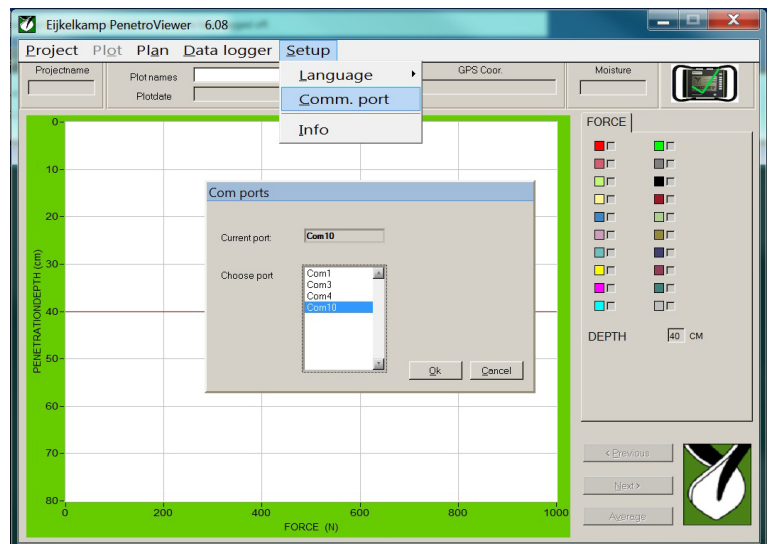 Eijkelkamp PenetroViewer 6.08
Project Plot Plan Data logger Setup
Projectname
Plotnames
Plotdate
GPS Coor.
Moisture
Language
Comm. port
Info
FORCE
Com ports
Current port: Com10
Choose port
Com1
Com3
Com4
Com10
Ok Cancel
DEPTH 40 CM
PENETRATIONDEPTH (cm)
0
10
20
30
40
50
60
70
80
0 200 400 600 800 1000
FORCE (N)
< Previous
Next >
Average